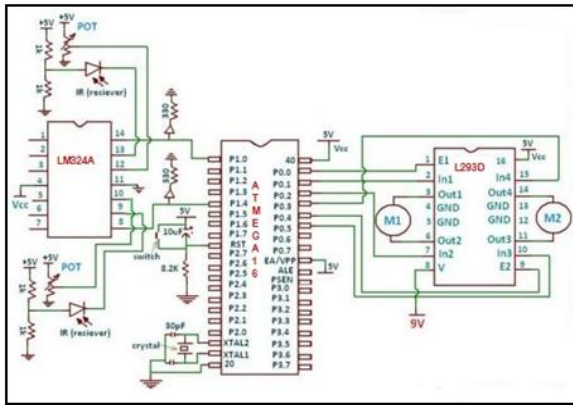 +5V
+5V
POT
1k
1k
IR (reciever)
330
LM324A
1
2
3
4
5
6
7
14
13
12
11
10
9
8
Vcc
330
5V
10uF
switch
8.2K
POT
+5V
+5V
1k
1k
IR (reciever)
30pF
crystal
ATMEGA16
P1.0
P1.1
P1.2
P1.3
P1.4
P1.5
P1.6
P1.7
RST
P2.7
P2.6
P2.5
P2.4
P2.3
P2.2
P2.1
P2.0
XTAL2
XTAL1
20
40
P0.0
P0.1
P0.2
P0.3
P0.4
P0.5
P0.6
P0.7
EA/VPP
ALE
PSEN
P3.0
P3.1
P3.2
P3.3
P3.4
P3.5
P3.6
P3.7
5V
Vcc
5V
L293D
1
2
3
4
5
6
7
8
E1
In1
Out1
GND
GND
Out2
In2
V
16
In4
Out4
GND
GND
Out3
In3
E2
15
14
13
12
11
10
9
5V
Vcc
M1
M2
9V